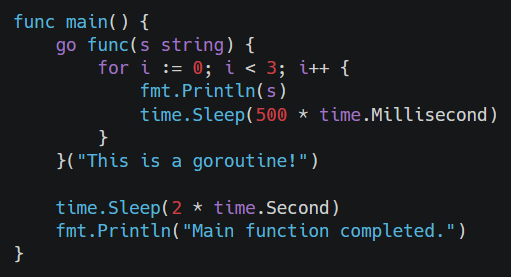 func main() {
    go func(s string) {
        for i := 0; i < 3; i++ {
            fmt.Println(s)
            time.Sleep(500 * time.Millisecond)
        }
    }("This is a goroutine!")

    time.Sleep(2 * time.Second)
    fmt.Println("Main function completed.")
}